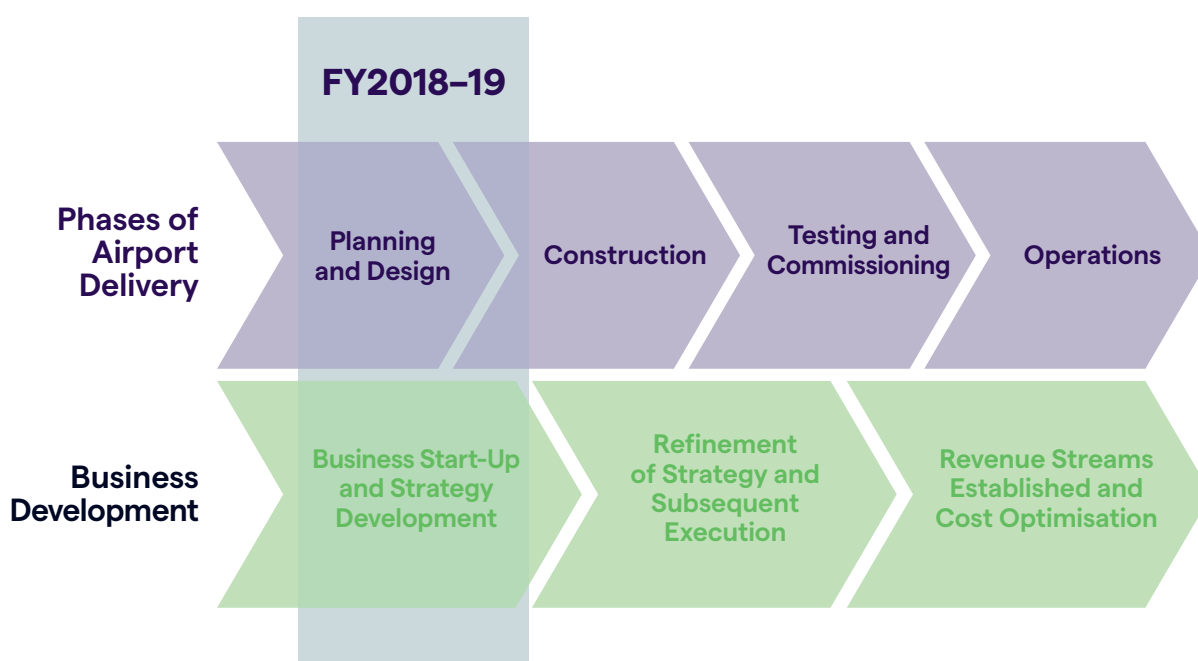 FY2018–19
Phases of
Airport
Delivery
Planning
and Design
Construction
Testing and
Commissioning
Operations
Business
Development
Business Start-Up
and Strategy
Development
Refinement
of Strategy and
Subsequent
Execution
Revenue Streams
Established and
Cost Optimisation